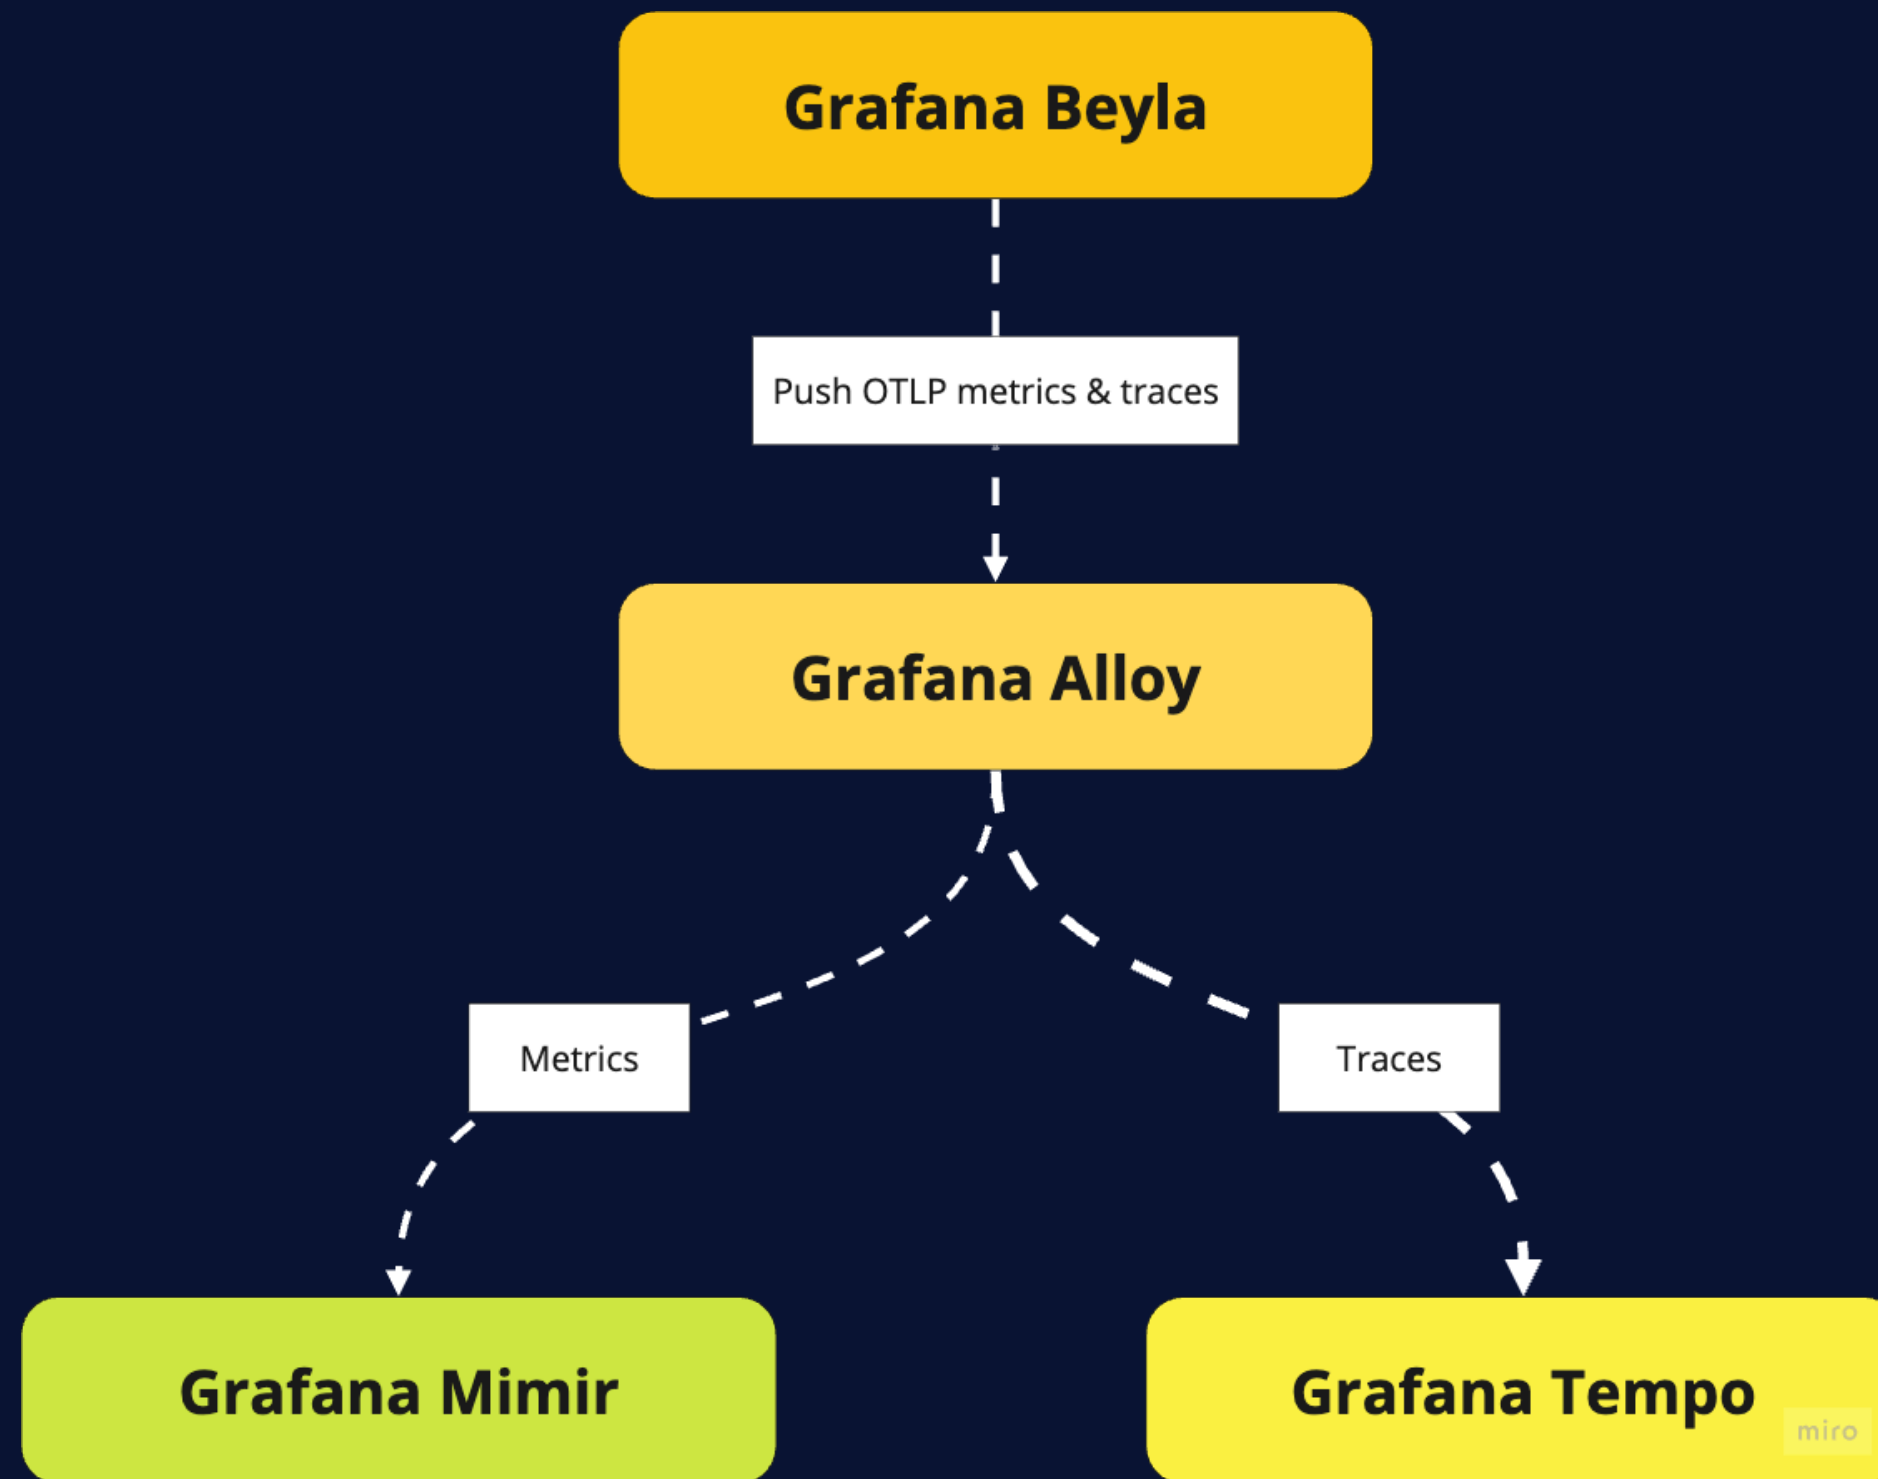 Grafana Beyla
Push OTLP metrics & traces
Grafana Alloy
Metrics
Traces
Grafana Mimir
Grafana Tempo
miro